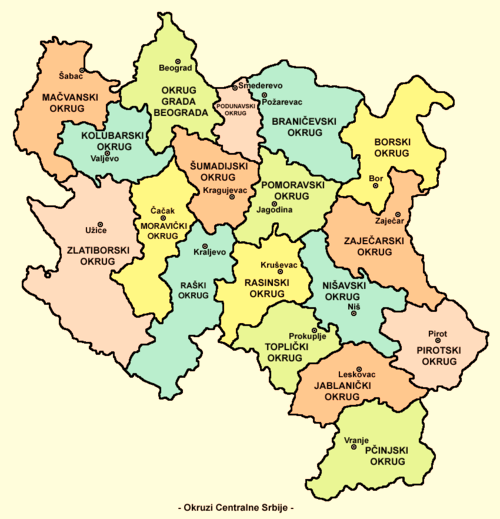 Beograd
Šabac
Smederevo
OKRUG
GRADA
BEOGRADA
MAČVANSKI
OKRUG
Požarevac
PODUNAVSKI
OKRUG
BRANIČEVSKI
OKRUG
KOLUBARSKI
OKRUG
Valjevo
BORSKI
OKRUG
ŠUMADIJSKI
OKRUG
Kragujevac
POMORAVSKI
OKRUG
Jagodina
Bor
Čačak
MORAVIČKI
OKRUG
Zaječar
Užice
ZLATIBORSKI
OKRUG
ZAJEČARSKI
OKRUG
Kraljevo
RAŠKI
OKRUG
Kruševac
RASINSKI
OKRUG
NIŠAVSKI
OKRUG
Niš
Prokuplje
TOPLIČKI
OKRUG
Pirot
PIROTSKI
OKRUG
Leskovac
JABLANIČKI
OKRUG
Vranje
PČINJSKI
OKRUG
- Okruzi Centralne Srbije -